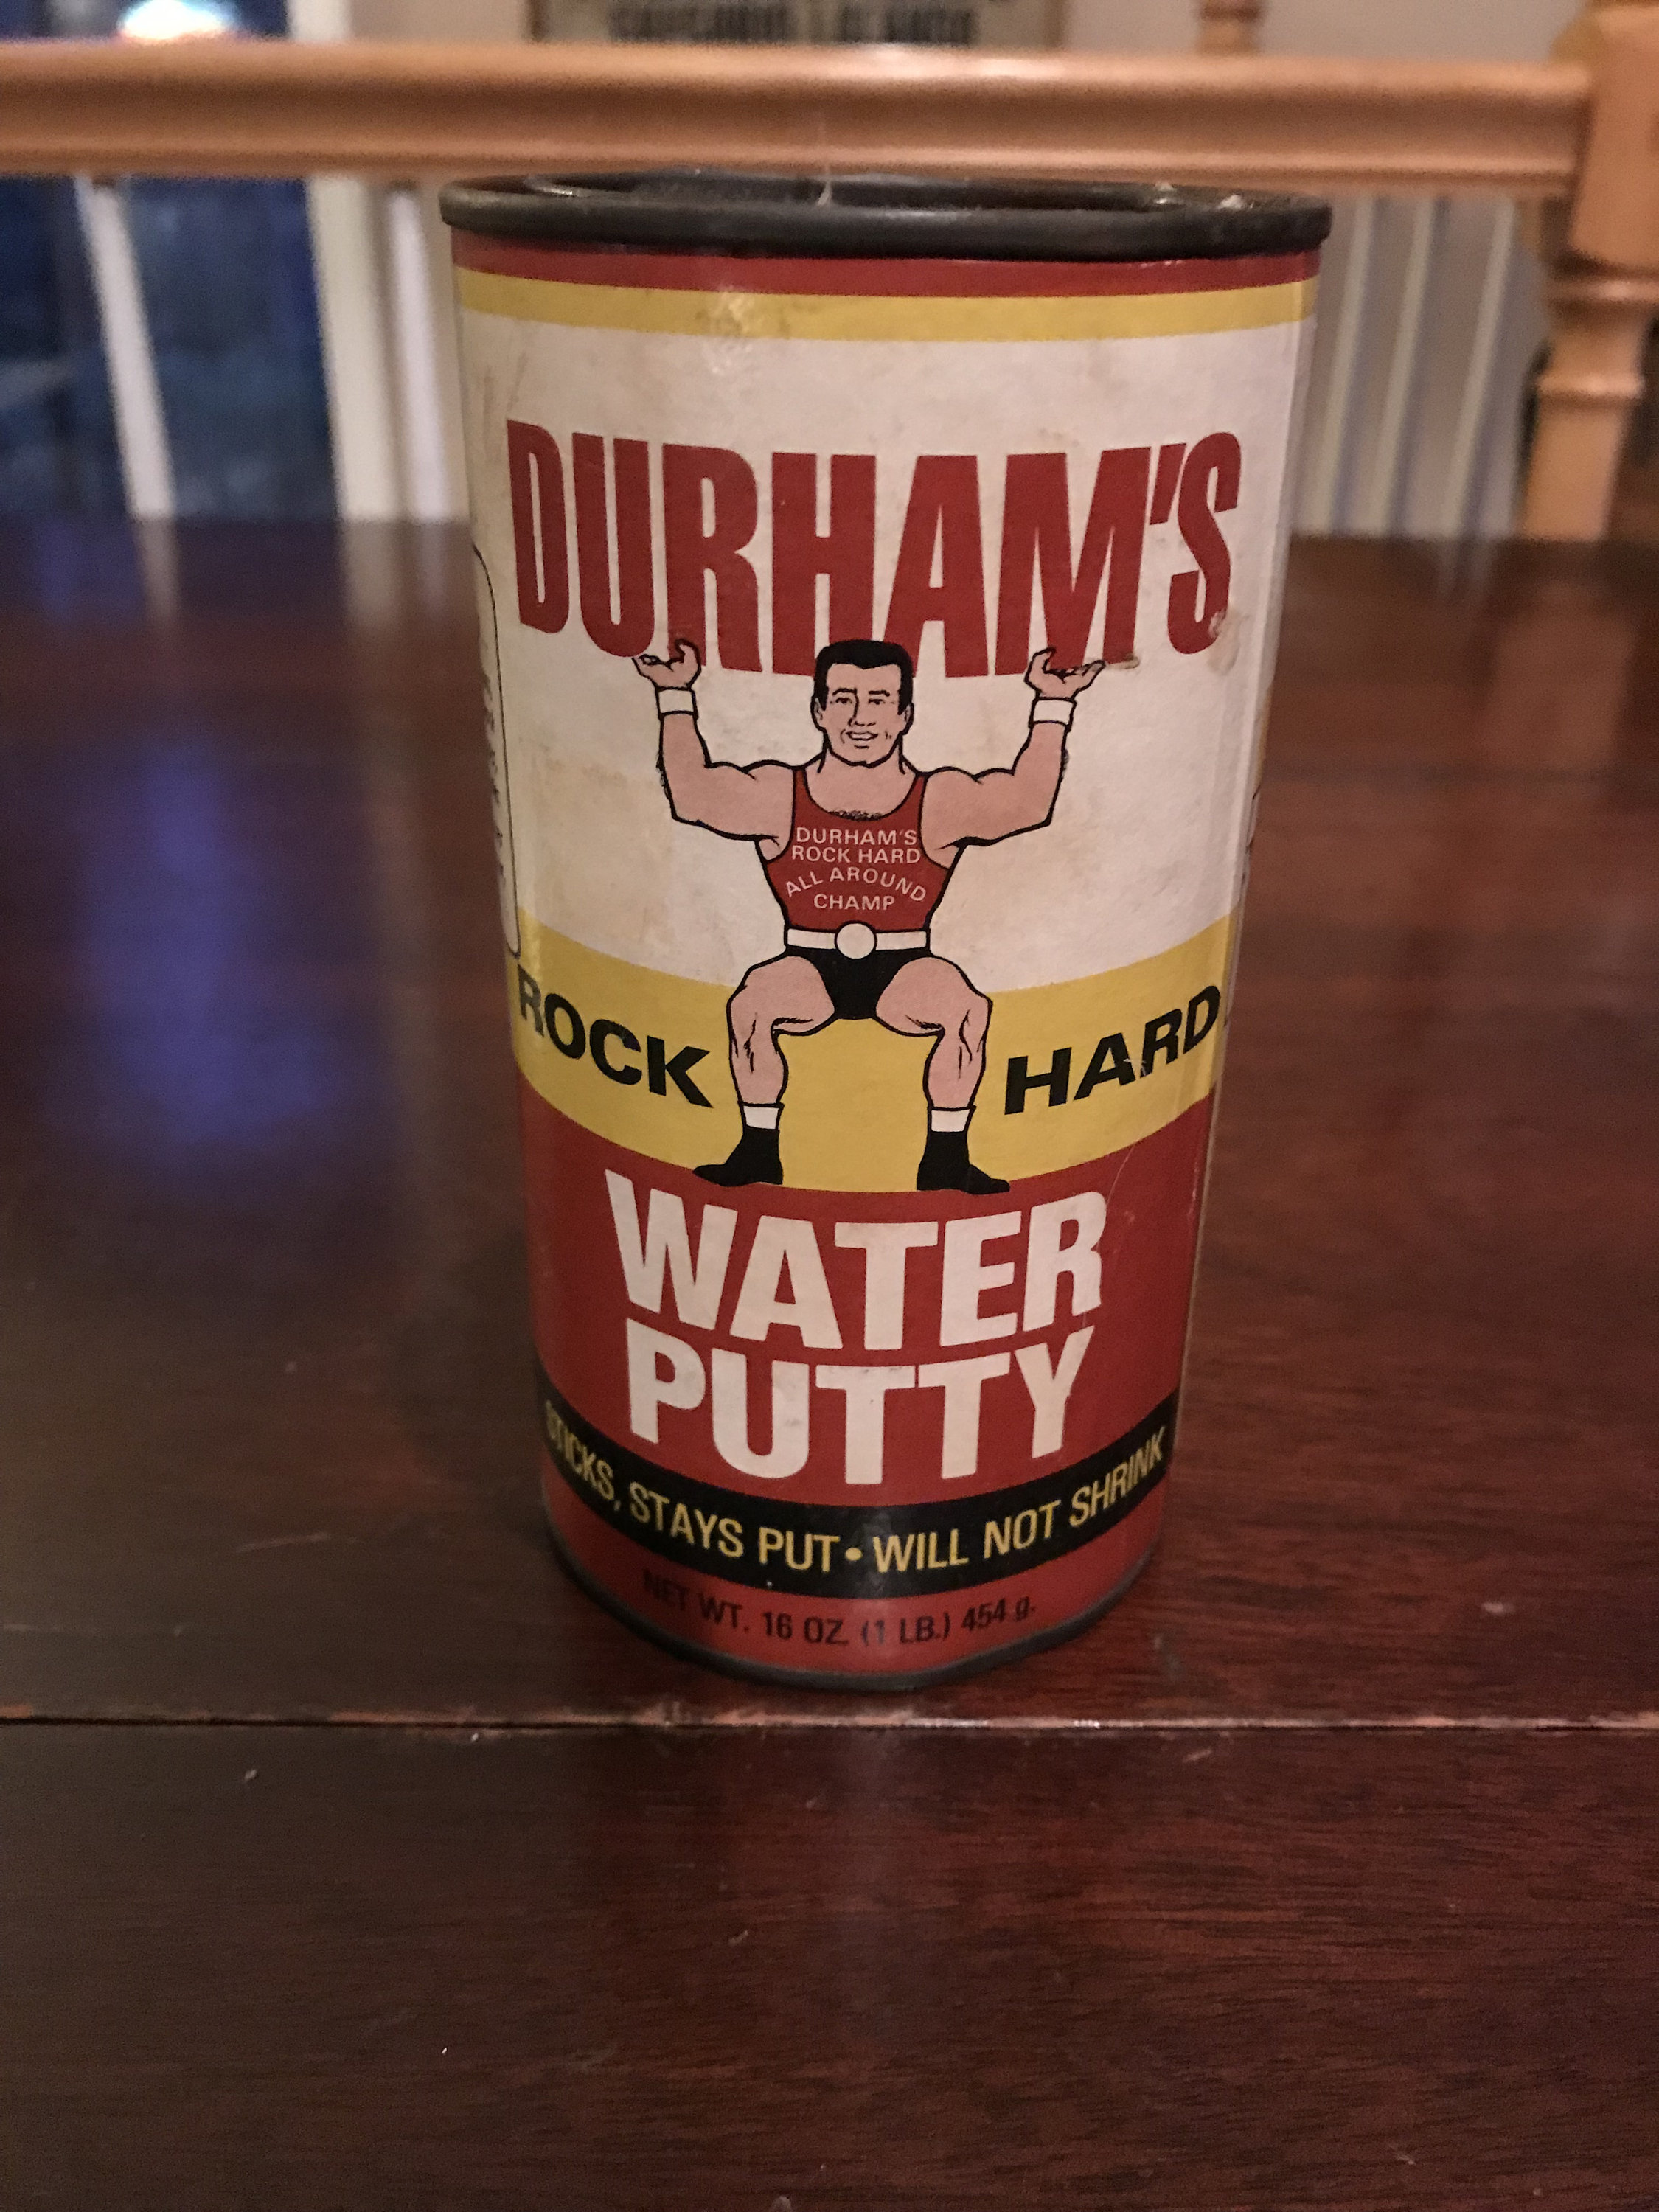 DURHAM'S
DURHAM'S
ROCK HARD
ALL AROUND
CHAMP
ROCK HARD
WATER
PUTTY
STICKS, STAYS PUT • WILL NOT SHRINK
NET WT. 16 OZ. (1 LB.) 454 g.